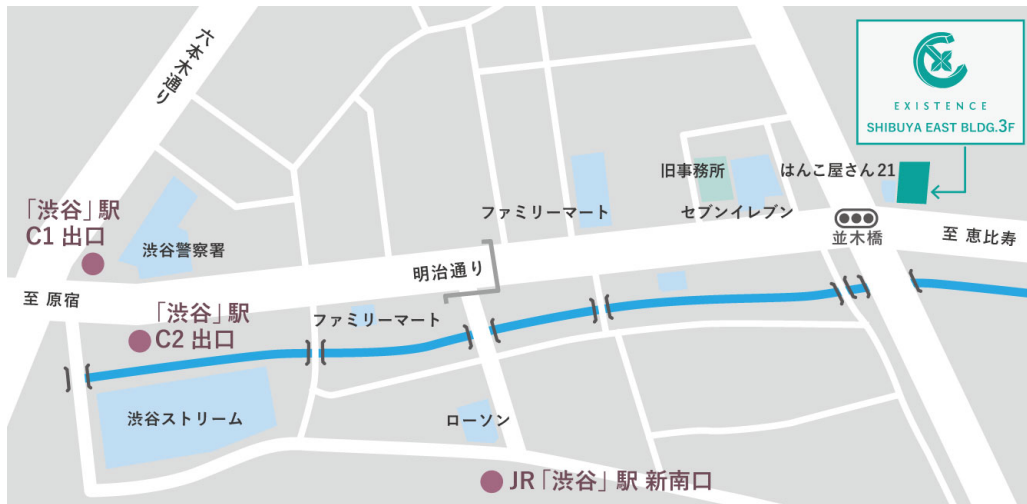 六本木通り
EXISTENCE
SHIBUYA EAST BLDG.3F
旧事務所
はんこ屋さん21
「渋谷」駅
C1 出口
ファミリーマート
セブンイレブン
渋谷警察署
並木橋
至 恵比寿
明治通り
至 原宿
「渋谷」駅
C2 出口
ファミリーマート
渋谷ストリーム
ローソン
JR「渋谷」駅 新南口